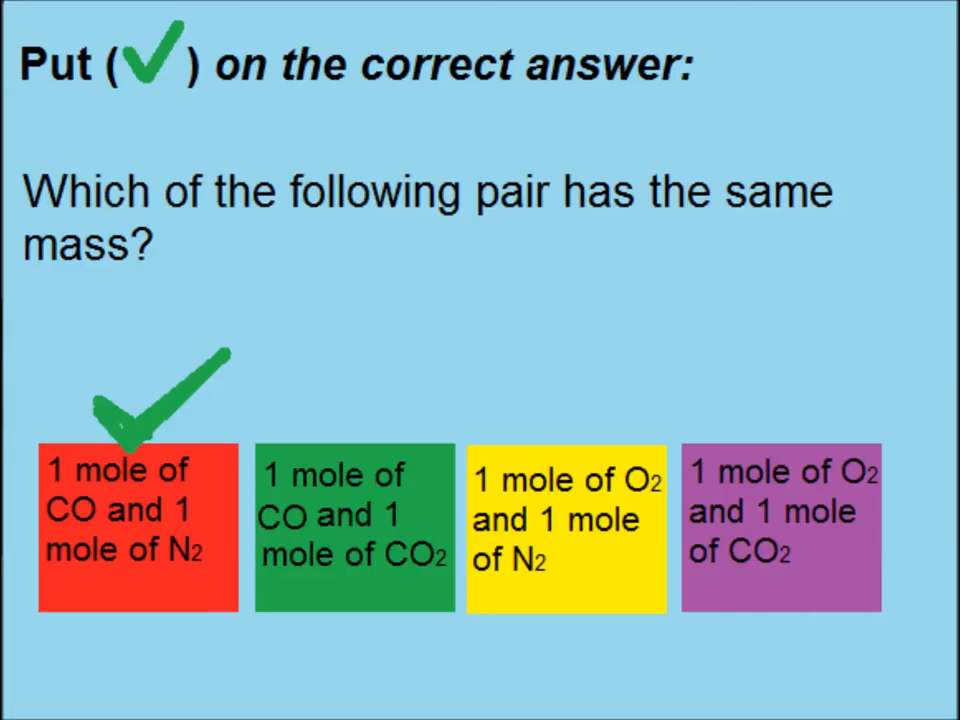 Put (✓) on the correct answer:
Which of the following pair has the same
mass?
1 mole of
CO and 1
mole of N2
1 mole of
CO and 1
mole of CO2
1 mole of O2
and 1 mole
of N2
1 mole of O2
and 1 mole
of CO2